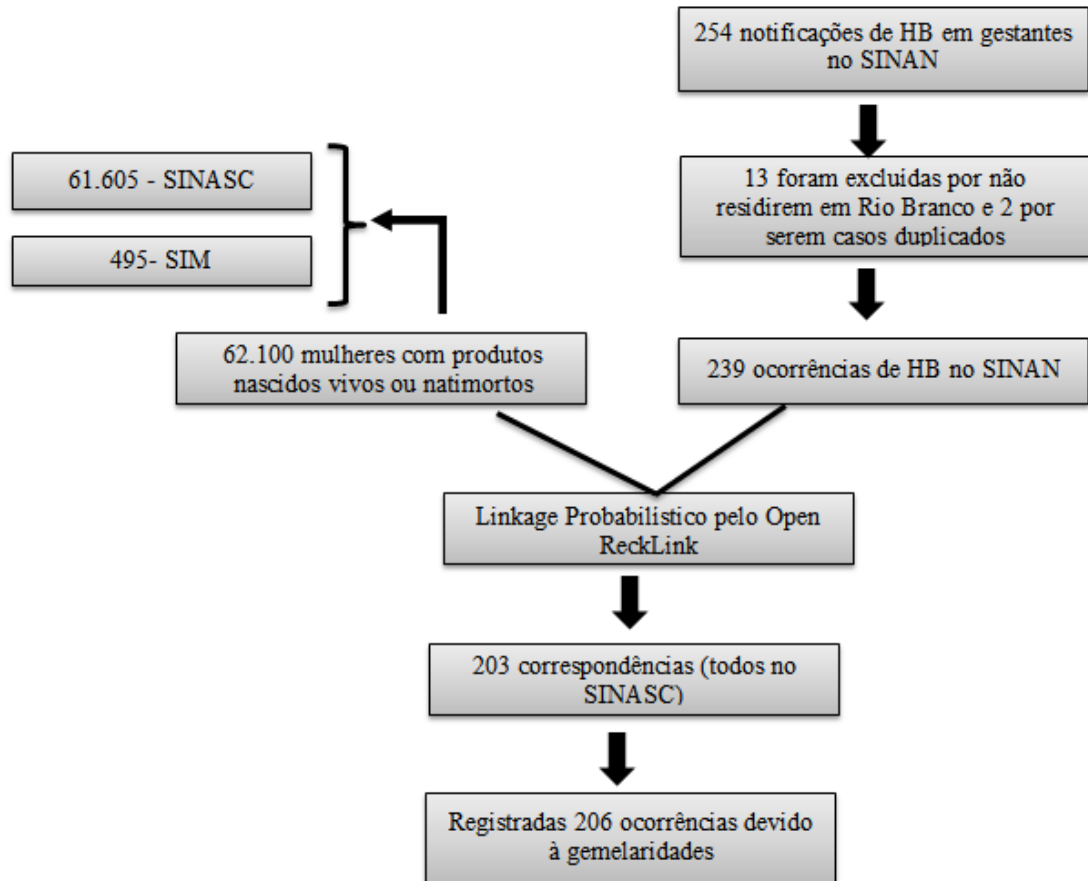 254 notificações de HB em gestantes
no SINAN
61.605 - SINASC
495- SIM
13 foram excluídas por não
residirem em Rio Branco e 2 por
serem casos duplicados
62.100 mulheres com produtos
nascidos vivos ou natimortos
239 ocorrências de HB no SINAN
Linkage Probabilístico pelo Open
ReckLink
203 correspondências (todos no
SINASC)
Registradas 206 ocorrências devido
à gemelaridades